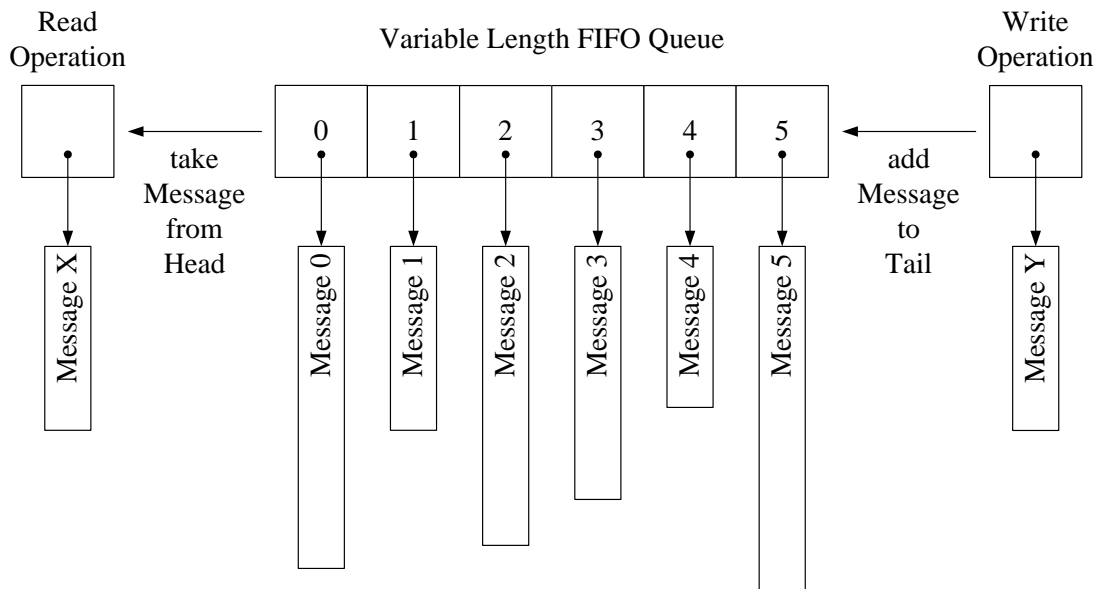 Read
Operation
Variable Length FIFO Queue
Write
Operation
0
1
2
3
4
5
take
Message
from
Head
add
Message
to
Tail
Message X
Message 0
Message 1
Message 2
Message 3
Message 4
Message 5
Message Y